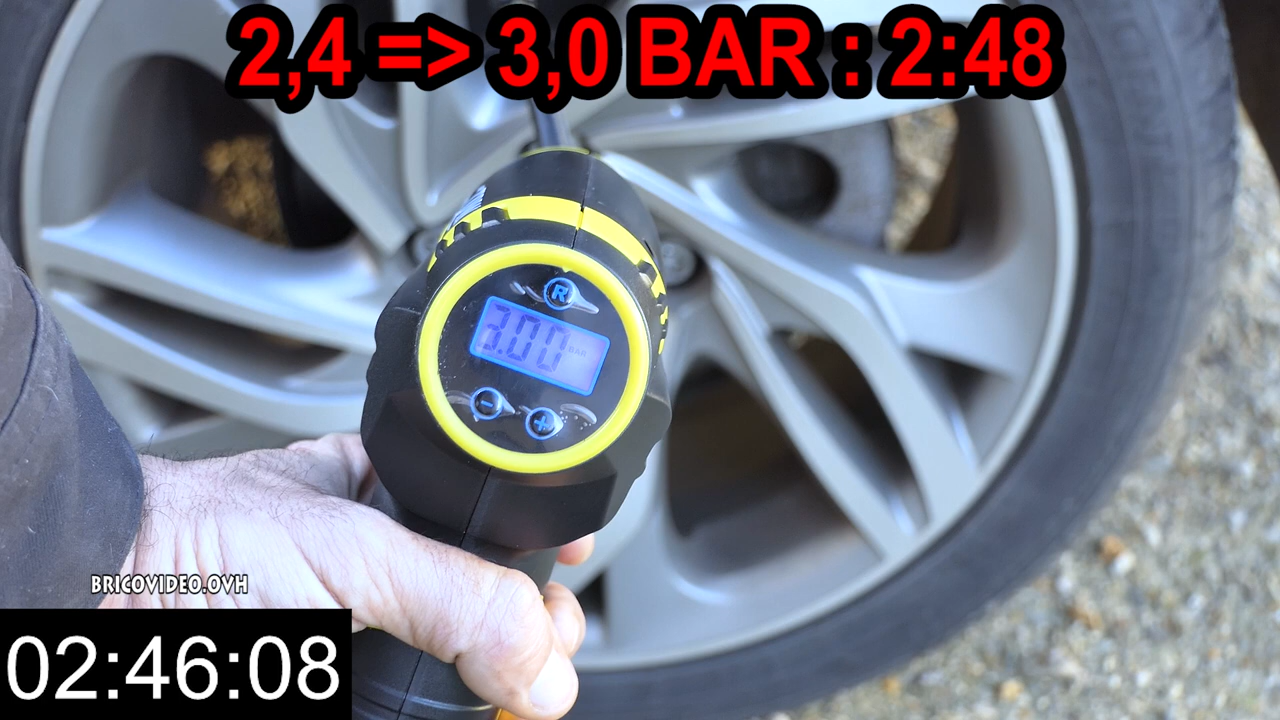 2,4 => 3,0 BAR : 2:48
R
3.00 BAR
- +
BRICOVIDEO.OVH
02:46:08